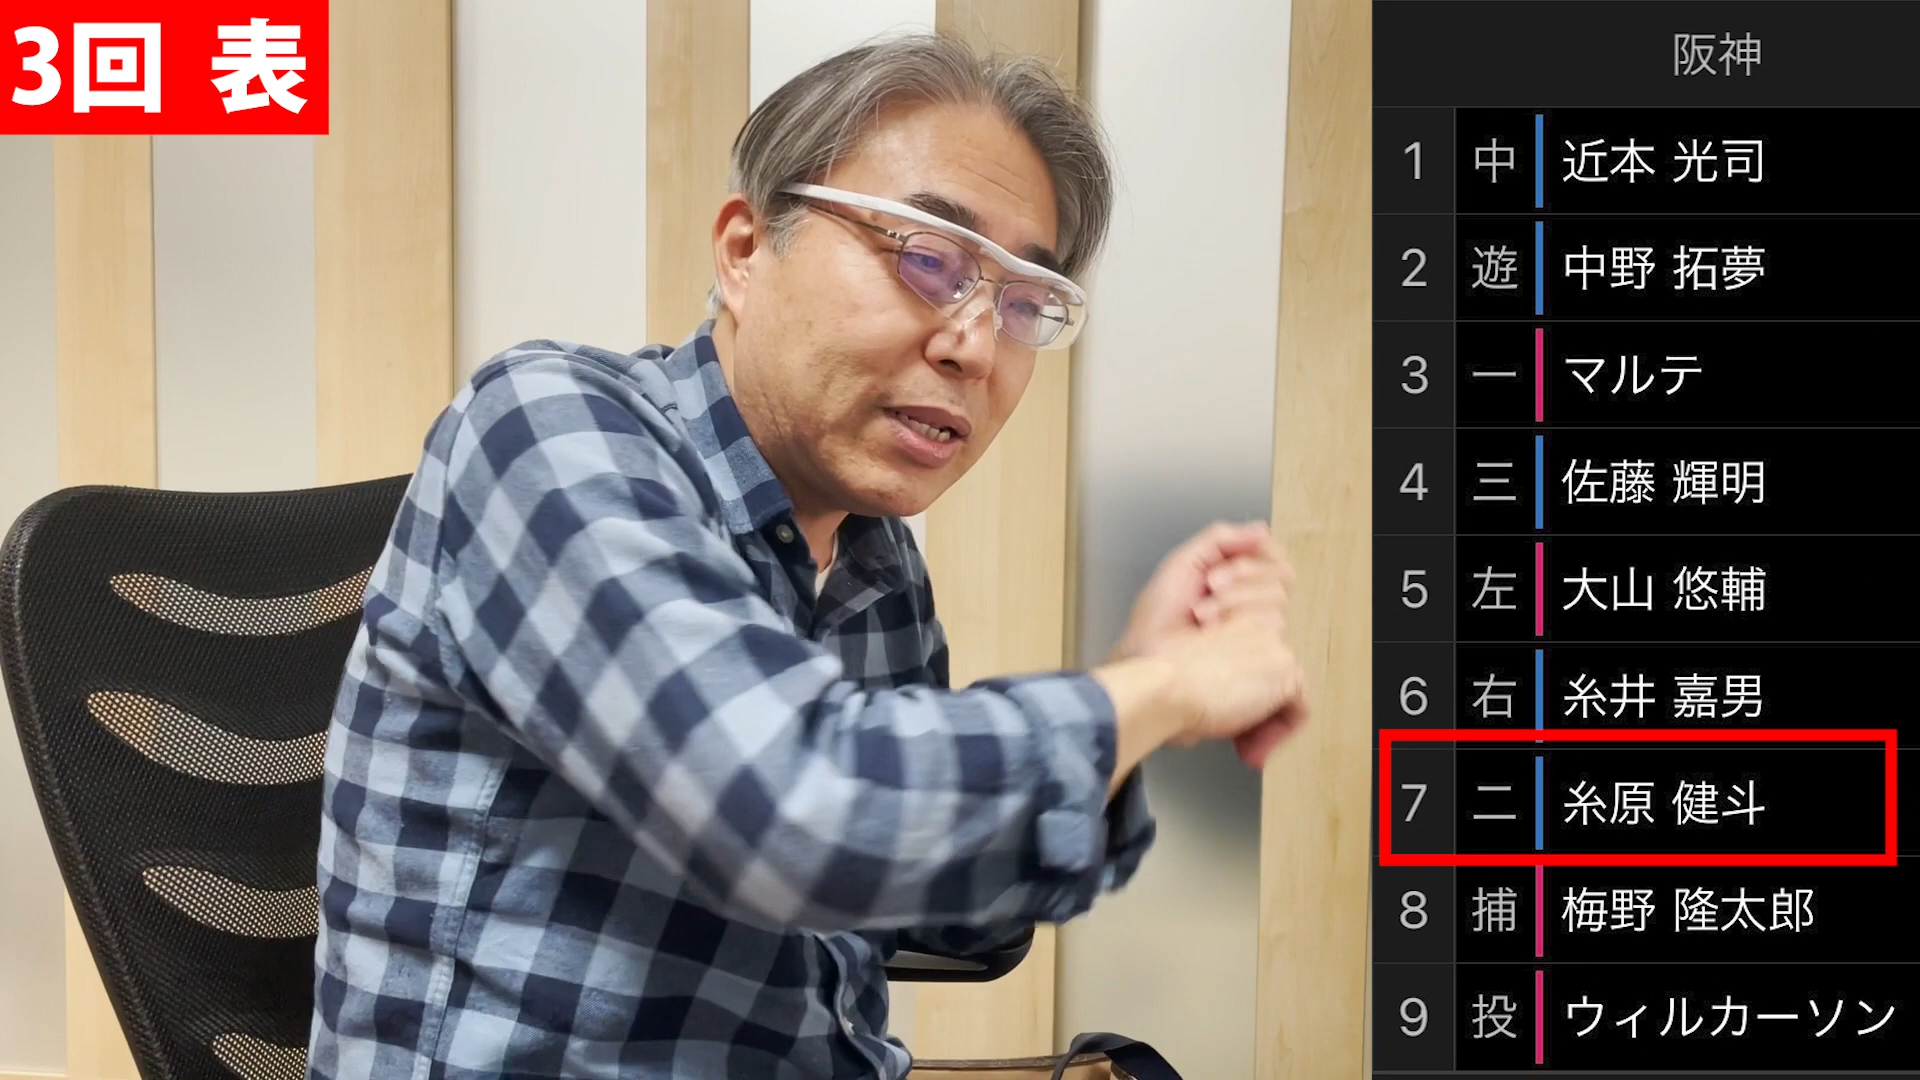 3回 表
阪神
1 中 近本 光司
2 遊 中野 拓夢
3 一 マルテ
4 三 佐藤 輝明
5 左 大山 悠輔
6 右 糸井 嘉男
7 二 糸原 健斗
8 捕 梅野 隆太郎
9 投 ウィルカーソン